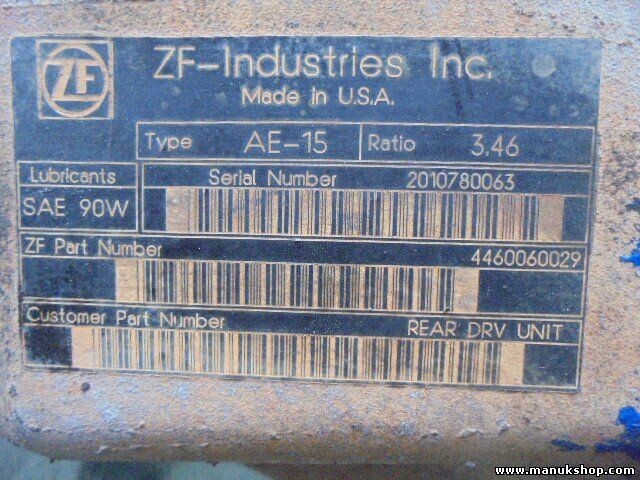 ZF
ZF-Industries Inc.
Made in U.S.A.
Type AE-15 Ratio 3.46
Lubricants Serial Number 2010780063
SAE 90W
ZF Part Number 4460060029
Customer Part Number REAR DRV UNIT
www.manukshop.com